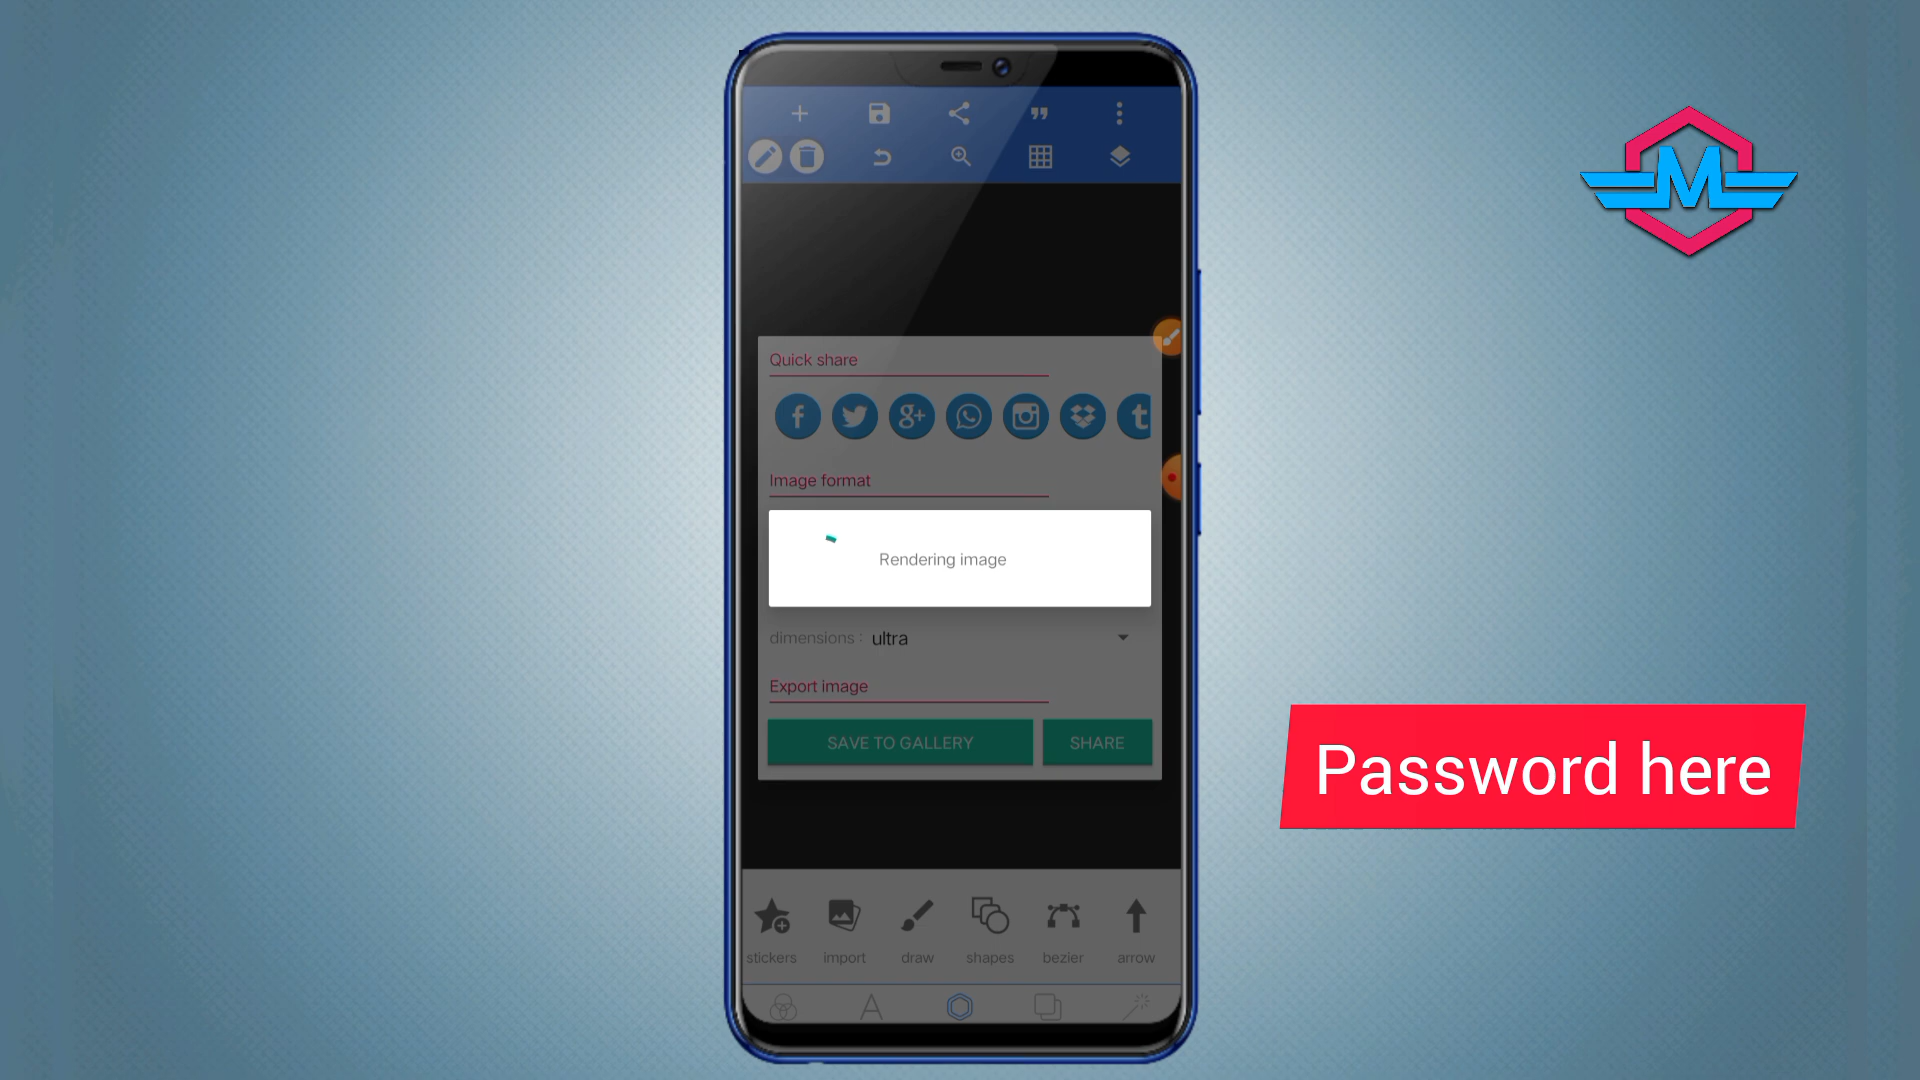 Quick share
f g+ t
Image format
Rendering image
dimensions : ultra
Export image
SAVE TO GALLERY SHARE
stickers import draw shapes bezier arrow
A
M
Password here